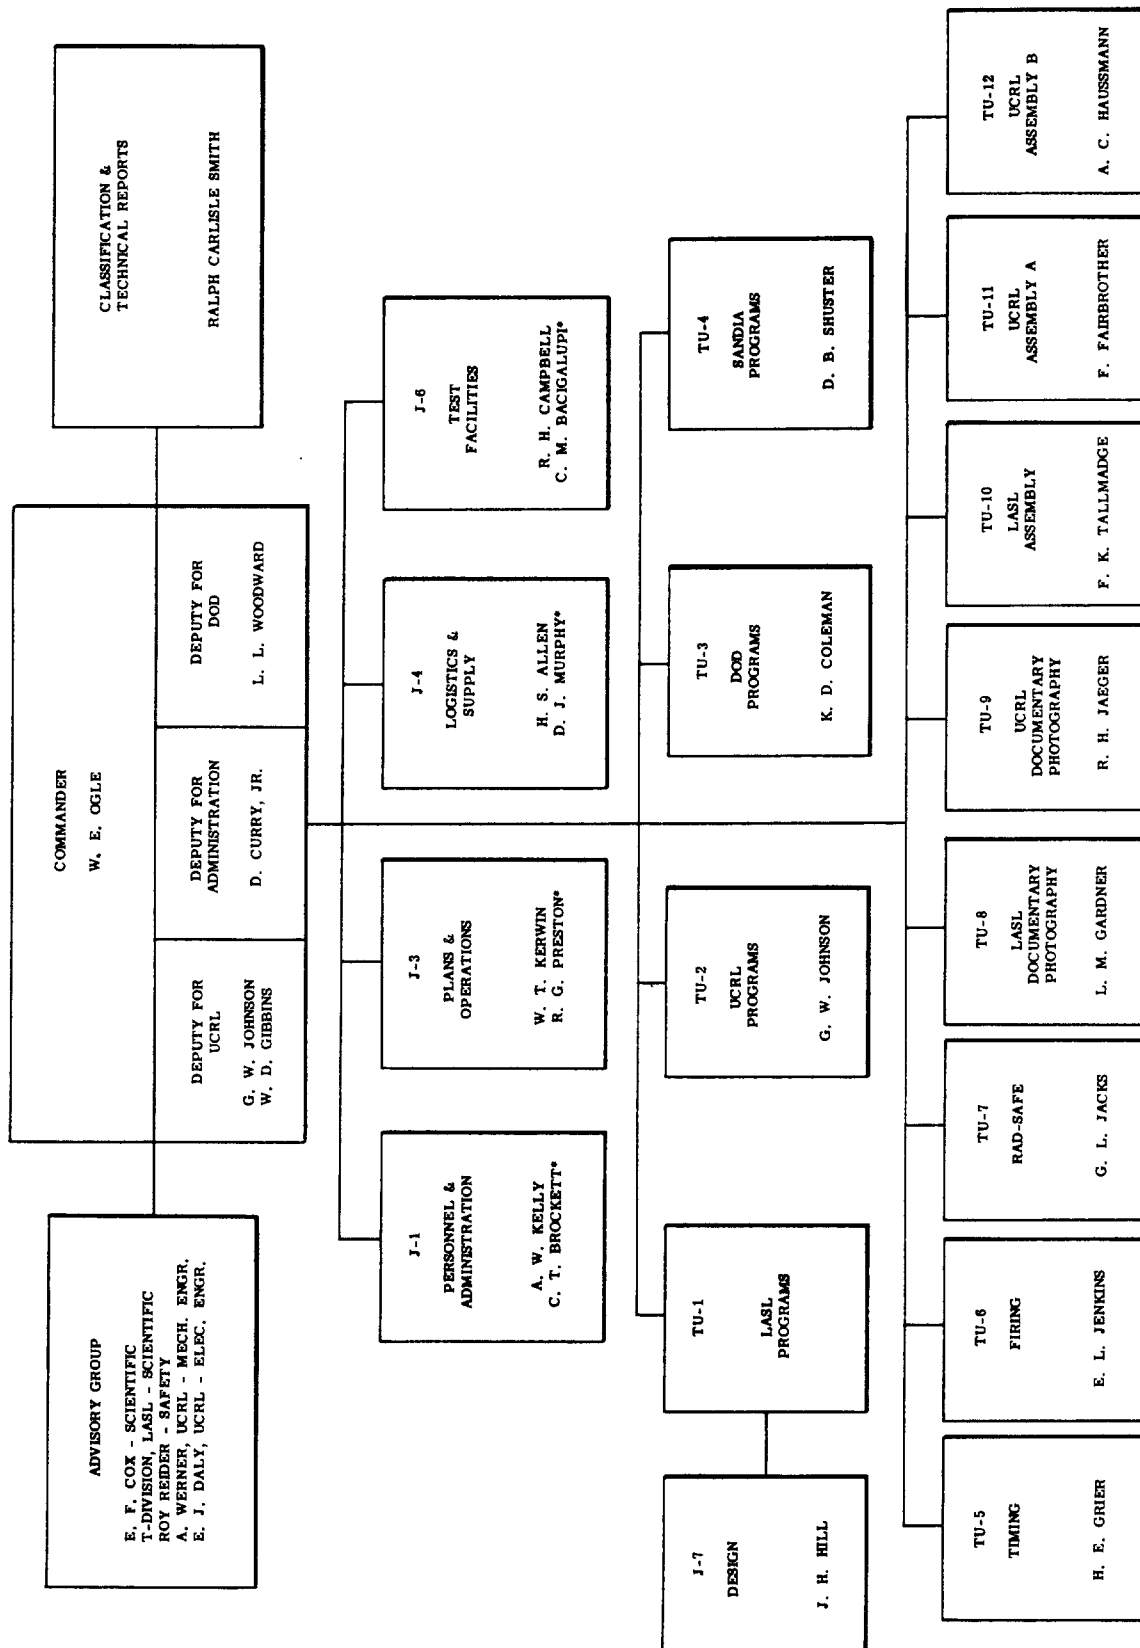 COMMANDER
W. E. OGLE
DEPUTY FOR
UCRL
G. W. JOHNSON
W. D. GIBBINS
DEPUTY FOR
ADMINISTRATION
D. CURRY, JR.
DEPUTY FOR
DOD
L. L. WOODWARD
ADVISORY GROUP
E. F. COX - SCIENTIFIC
T-DIVISION, LASL - SCIENTIFIC
ROY REIDER - SAFETY
A. WERNER, UCRL - MECH. ENGR.
E. J. DALY, UCRL - ELEC. ENGR.
CLASSIFICATION &
TECHNICAL REPORTS
RALPH CARLISLE SMITH
J-1
PERSONNEL &
ADMINISTRATION
A. W. KELLY
C. T. BROCKETT*
J-3
PLANS &
OPERATIONS
W. T. KERWIN
R. G. PRESTON*
J-4
LOGISTICS &
SUPPLY
H. S. ALLEN
D. J. MURPHY*
J-6
TEST
FACILITIES
R. H. CAMPBELL
C. M. BACIGALUPI*
J-7
DESIGN
J. H. HILL
TU-1
LASL
PROGRAMS
TU-2
UCRL
PROGRAMS
G. W. JOHNSON
TU-3
DOD
PROGRAMS
K. D. COLEMAN
TU-4
SANDIA
PROGRAMS
D. B. SHUSTER
TU-5
TIMING
H. E. GRIER
TU-6
FIRING
E. L. JENKINS
TU-7
RAD-SAFE
G. L. JACKS
TU-8
LASL
DOCUMENTARY
PHOTOGRAPHY
L. M. GARDNER
TU-9
UCRL
DOCUMENTARY
PHOTOGRAPHY
R. H. JAEGER
TU-10
LASL
ASSEMBLY
F. K. TALLMADGE
TU-11
UCRL
ASSEMBLY A
F. FAIRBROTHER
TU-12
UCRL
ASSEMBLY B
A. C. HAUSSMANN